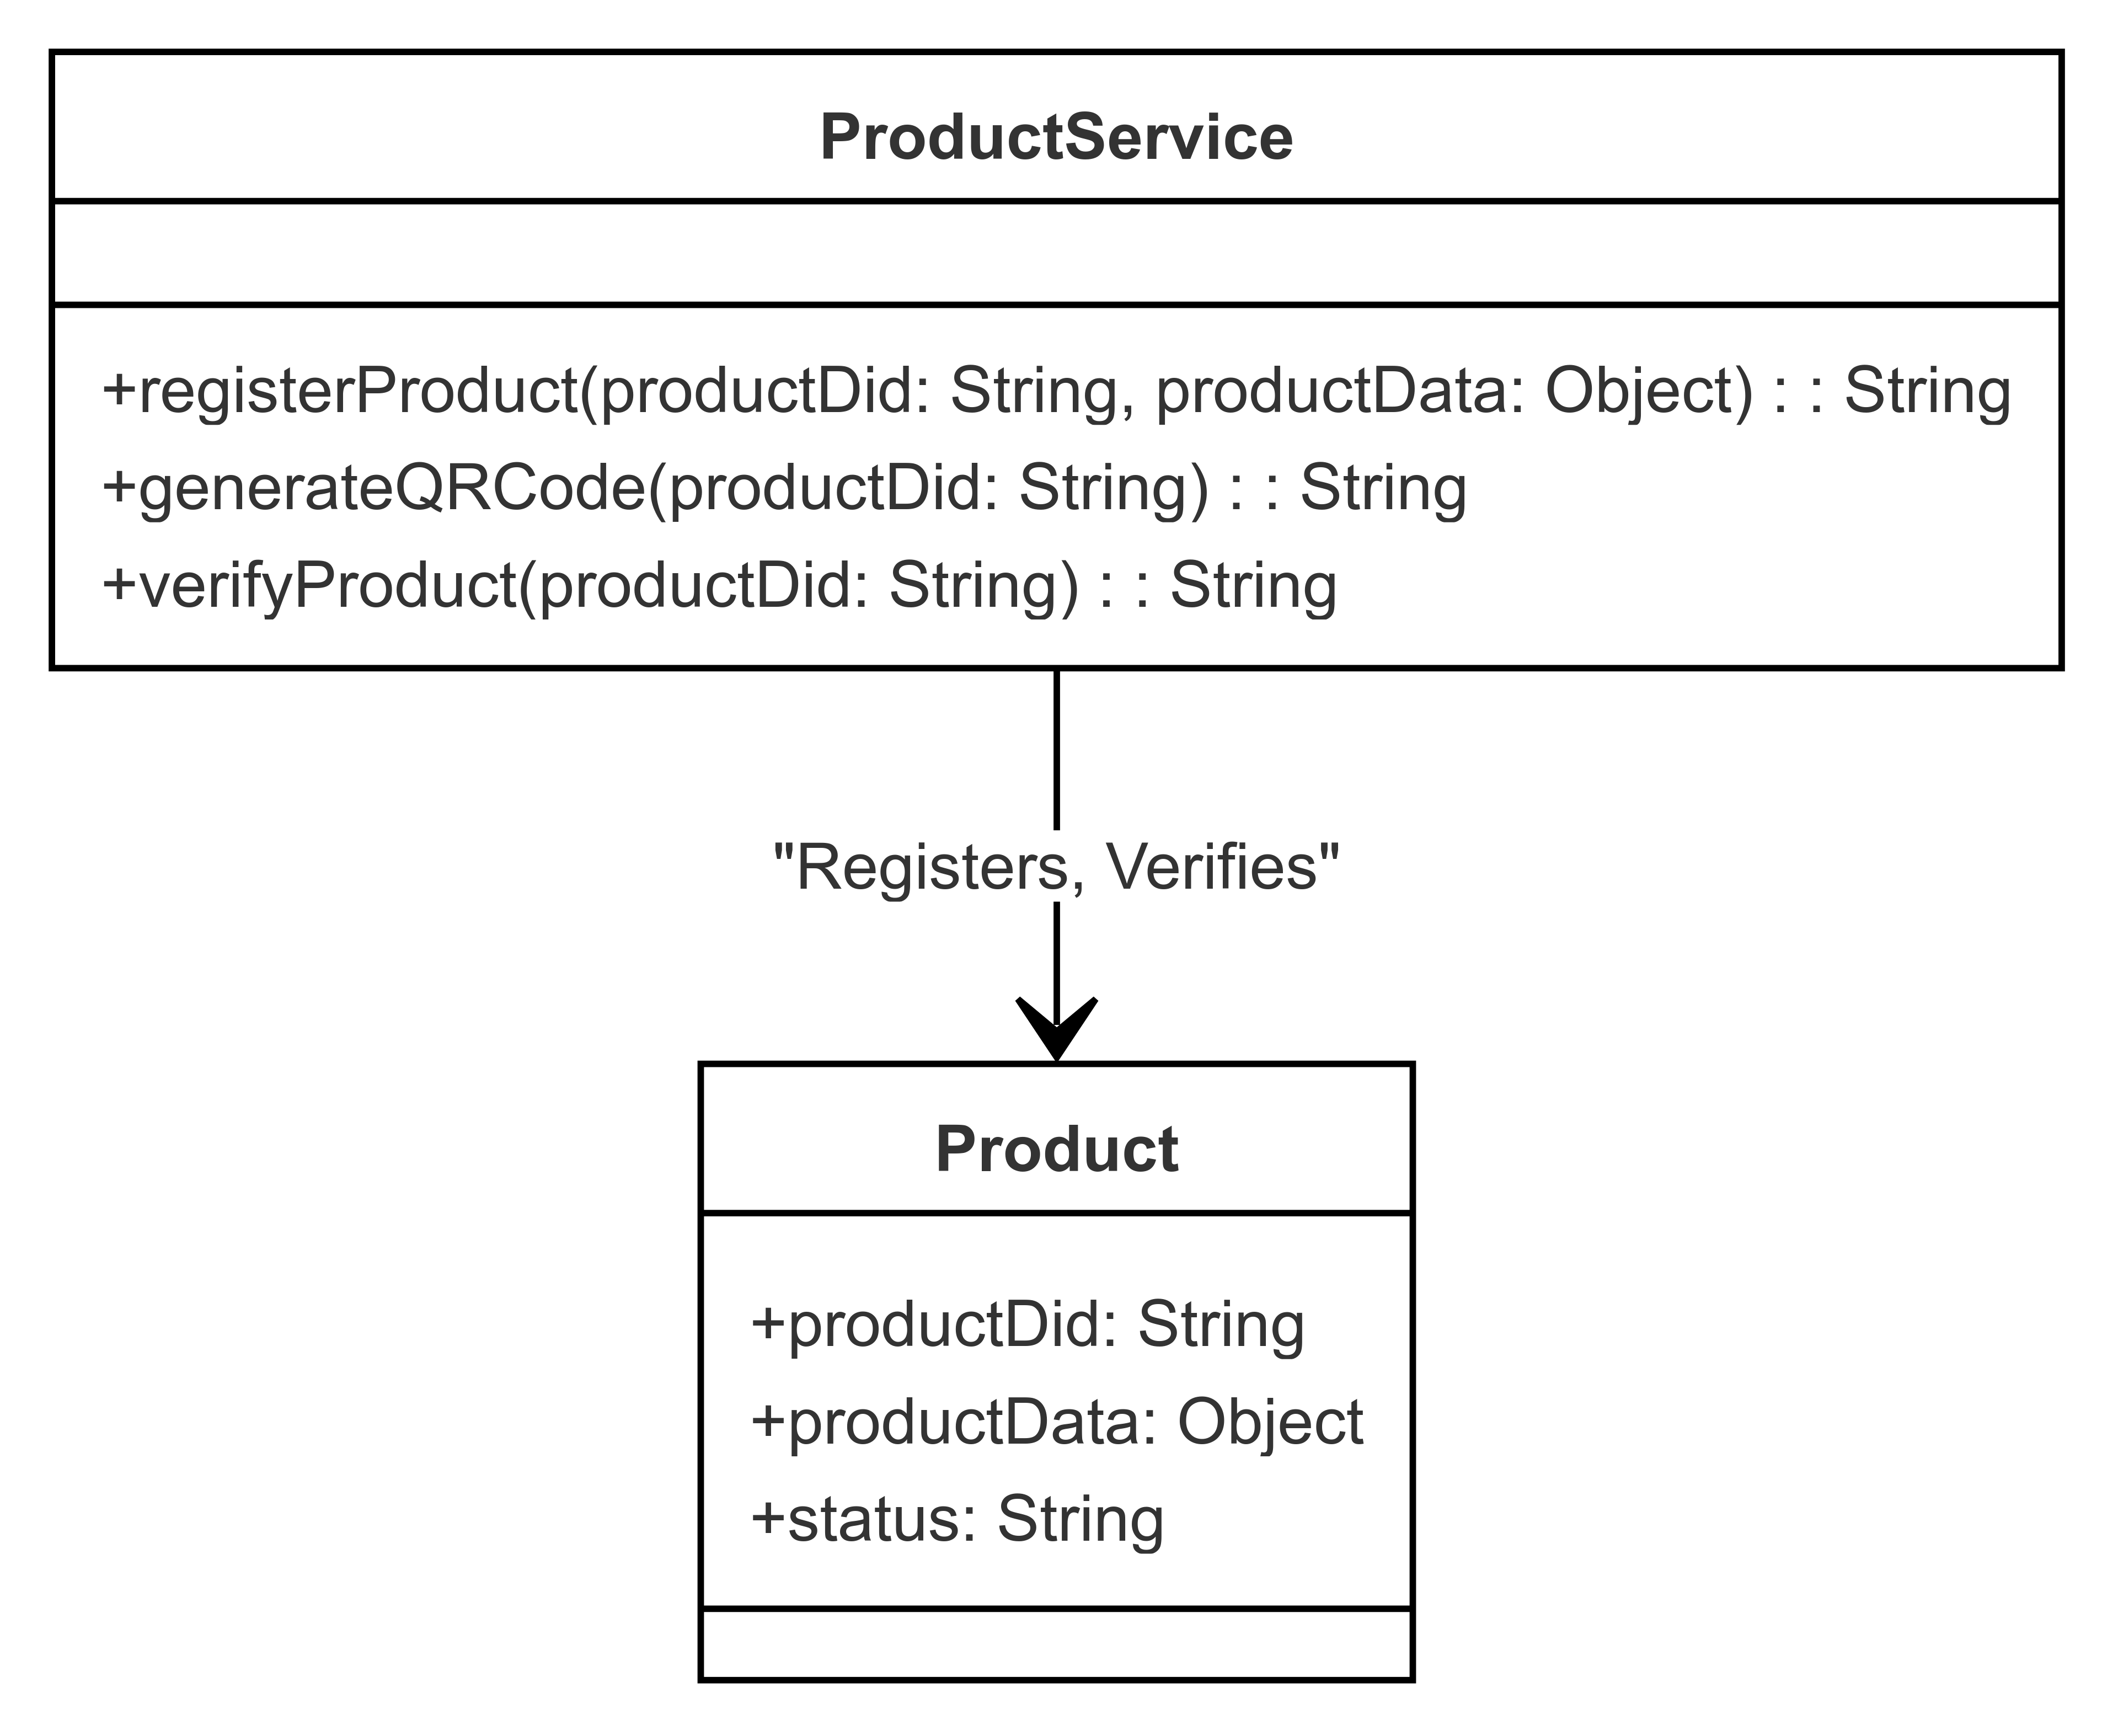 ProductService
+registerProduct(productDid: String, productData: Object) : : String
+generateQRCode(productDid: String) : : String
+verifyProduct(productDid: String) : : String
"Registers, Verifies"
Product
+productDid: String
+productData: Object
+status: String